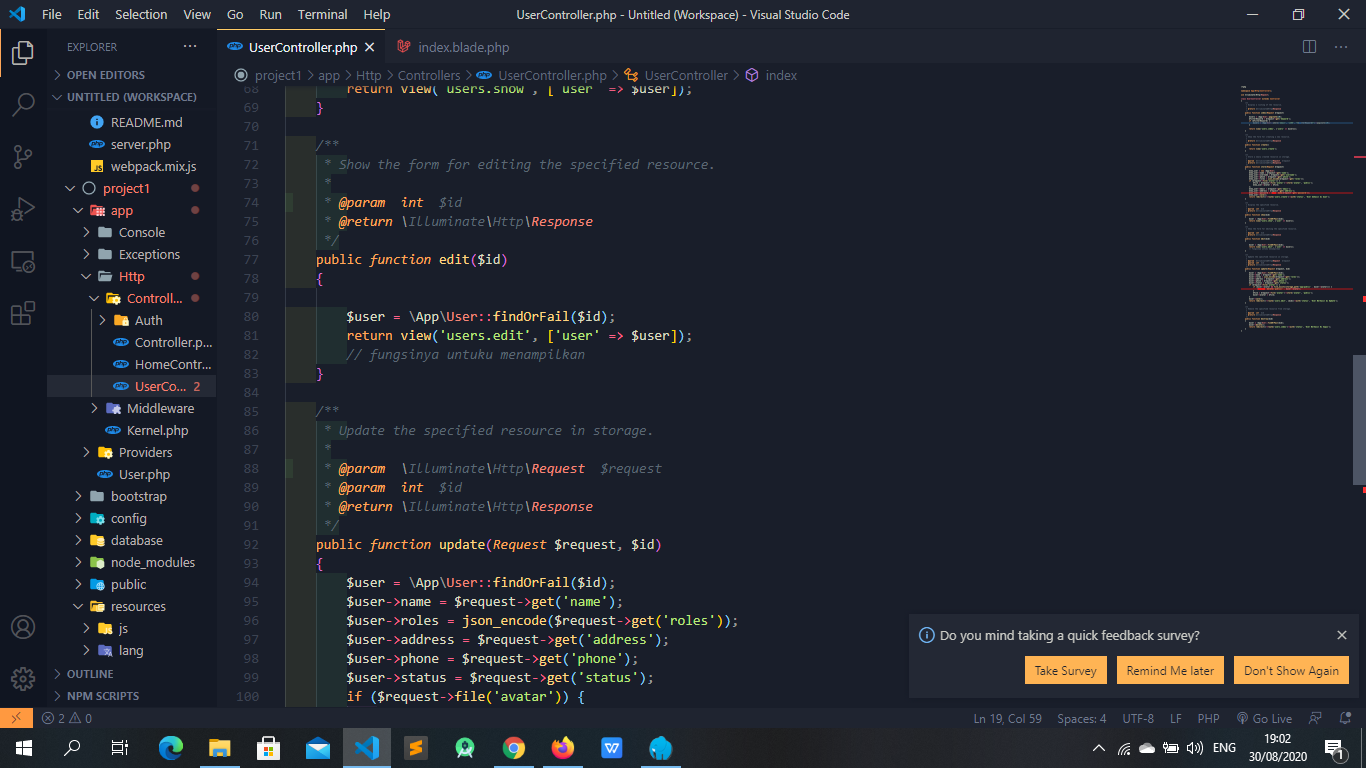 File Edit Selection View Go Run Terminal Help
UserController.php - Untitled (Workspace) - Visual Studio Code
EXPLORER
OPEN EDITORS
UNTITLED (WORKSPACE)
README.md
server.php
webpack.mix.js
project1
app
Console
Exceptions
Http
Controll...
Auth
Controller.p...
HomeContr...
UserCo... 2
Middleware
Kernel.php
Providers
User.php
bootstrap
config
database
node_modules
public
resources
js
lang
OUTLINE
NPM SCRIPTS
UserController.php
index.blade.php
project1 > app > Http > Controllers > UserController.php > UserController > index
68 return view('users.show', ['user' => $user]);
69 }
70
71 /**
72 * Show the form for editing the specified resource.
73 *
74 * @param  int  $id
75 * @return \Illuminate\Http\Response
76 */
77 public function edit($id)
78 {
79
80 $user = \App\User::findOrFail($id);
81 return view('users.edit', ['user' => $user]);
82 // fungsinya untuku menampilkan
83 }
84
85 /**
86 * Update the specified resource in storage.
87 *
88 * @param  \Illuminate\Http\Request  $request
89 * @param  int  $id
90 * @return \Illuminate\Http\Response
91 */
92 public function update(Request $request, $id)
93 {
94 $user = \App\User::findOrFail($id);
95 $user->name = $request->get('name');
96 $user->roles = json_encode($request->get('roles'));
97 $user->address = $request->get('address');
98 $user->phone = $request->get('phone');
99 $user->status = $request->get('status');
100 if ($request->file('avatar')) {
Do you mind taking a quick feedback survey?
Take Survey
Remind Me later
Don't Show Again
2 0
Ln 19, Col 59 Spaces: 4 UTF-8 LF PHP Go Live
ENG
19:02
30/08/2020
1